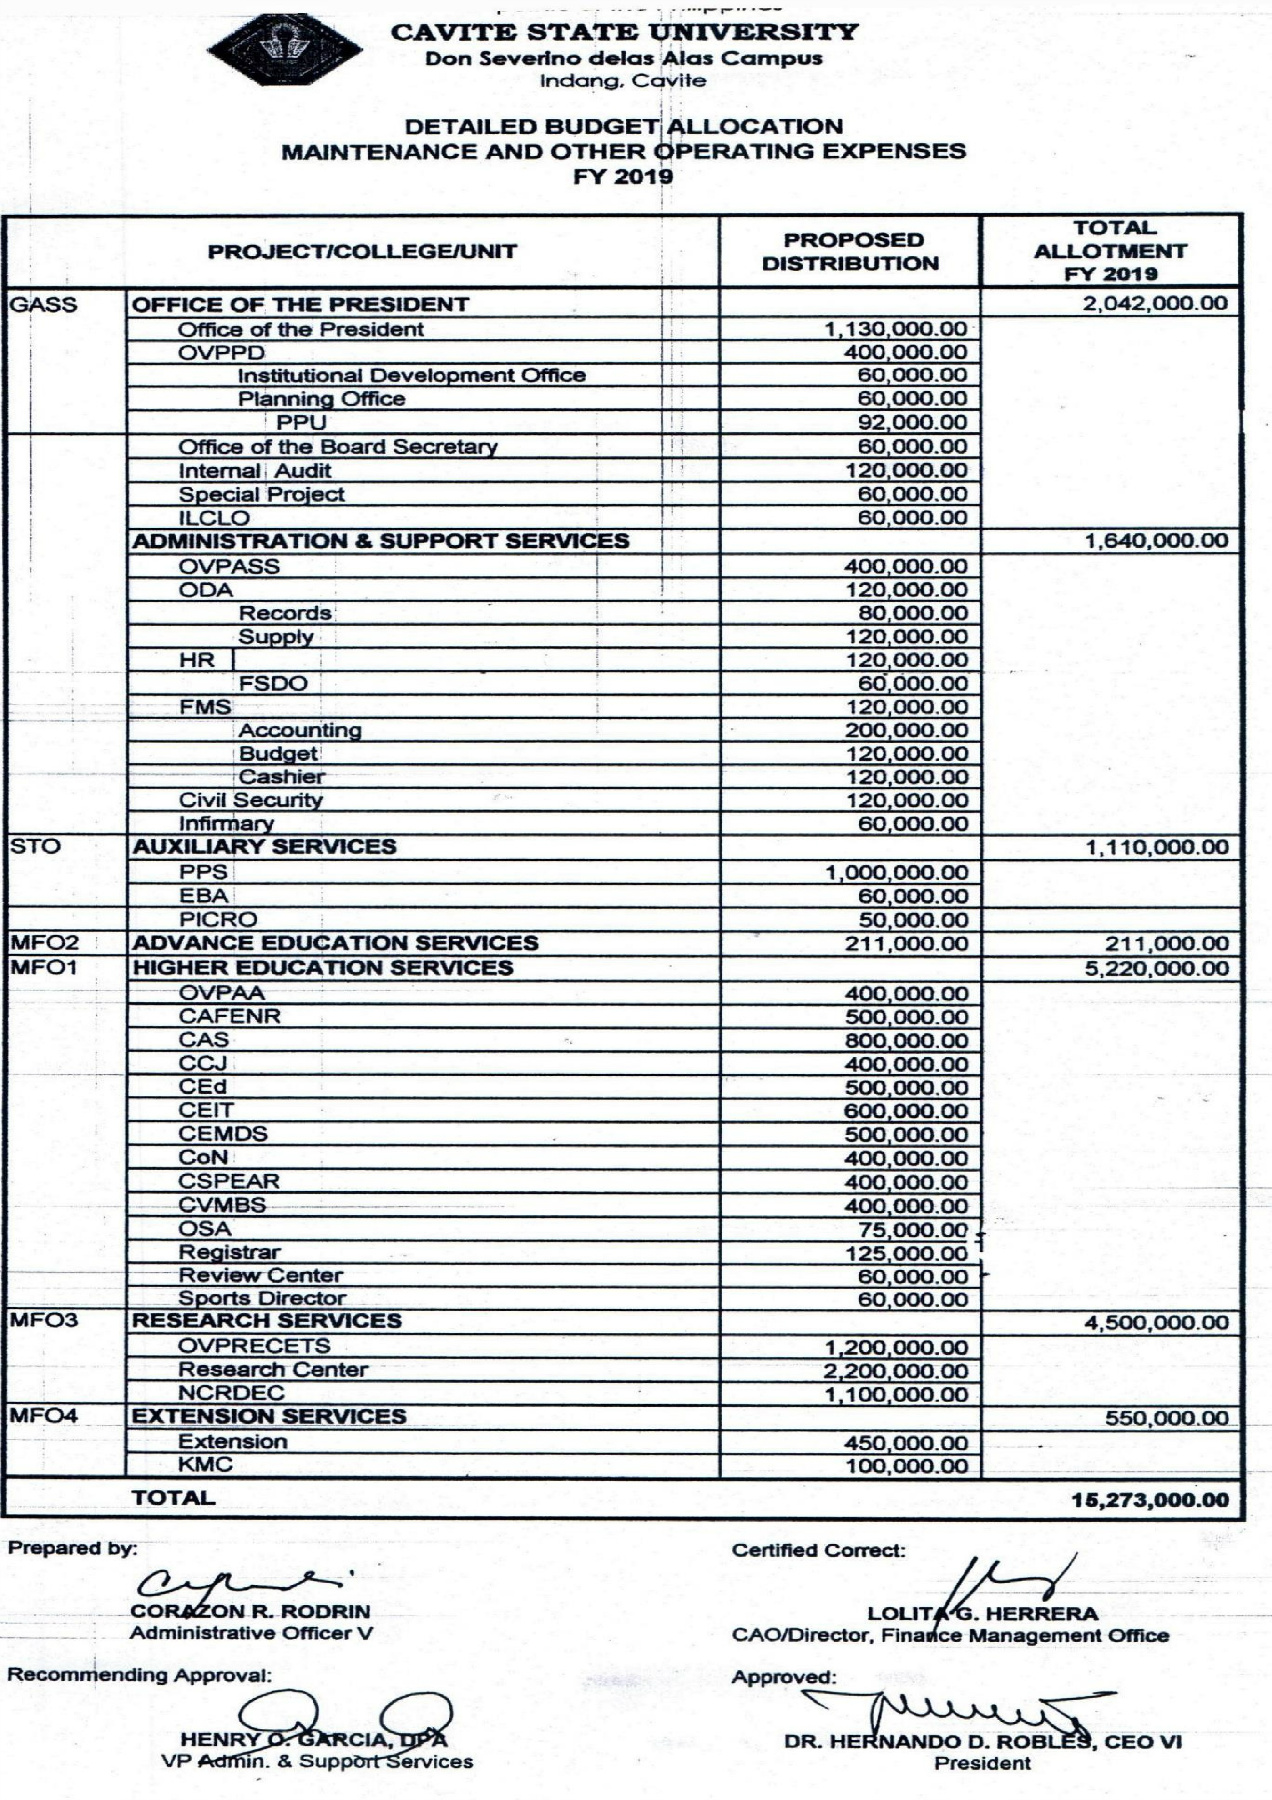 CAVITE STATE UNIVERSITY
Don Severino delas Alas Campus
Indang, Cavite
DETAILED BUDGET ALLOCATION
MAINTENANCE AND OTHER OPERATING EXPENSES
FY 2019
PROJECT/COLLEGE/UNIT PROPOSED DISTRIBUTION TOTAL ALLOTMENT FY 2019
GASS OFFICE OF THE PRESIDENT 2,042,000.00
Office of the President 1,130,000.00
OVPPD 400,000.00
Institutional Development Office 60,000.00
Planning Office 60,000.00
PPU 92,000.00
Office of the Board Secretary 60,000.00
Internal Audit 120,000.00
Special Project 60,000.00
ILCLO 60,000.00
ADMINISTRATION & SUPPORT SERVICES 1,640,000.00
OVPASS 400,000.00
ODA 120,000.00
Records 80,000.00
Supply 120,000.00
HR 120,000.00
FSDO 60,000.00
FMS 120,000.00
Accounting 200,000.00
Budget 120,000.00
Cashier 120,000.00
Civil Security 120,000.00
Infirmary 60,000.00
STO AUXILIARY SERVICES 1,110,000.00
PPS 1,000,000.00
EBA 60,000.00
PICRO 50,000.00
MFO2 ADVANCE EDUCATION SERVICES 211,000.00 211,000.00
MFO1 HIGHER EDUCATION SERVICES 5,220,000.00
OVPAA 400,000.00
CAFENR 500,000.00
CAS 800,000.00
CCJ 400,000.00
CEd 500,000.00
CEIT 600,000.00
CEMDS 500,000.00
CoN 400,000.00
CSPEAR 400,000.00
CVMBS 400,000.00
OSA 75,000.00
Registrar 125,000.00
Review Center 60,000.00
Sports Director 60,000.00
MFO3 RESEARCH SERVICES 4,500,000.00
OVPRECETS 1,200,000.00
Research Center 2,200,000.00
NCRDEC 1,100,000.00
MFO4 EXTENSION SERVICES 550,000.00
Extension 450,000.00
KMC 100,000.00
TOTAL 15,273,000.00
Prepared by: Certified Correct:
CORAZON R. RODRIN LOLITA G. HERRERA
Administrative Officer V CAO/Director, Finance Management Office
Recommending Approval: Approved:
HENRY O. GARCIA, DPA DR. HERNANDO D. ROBLES, CEO VI
VP Admin. & Support Services President